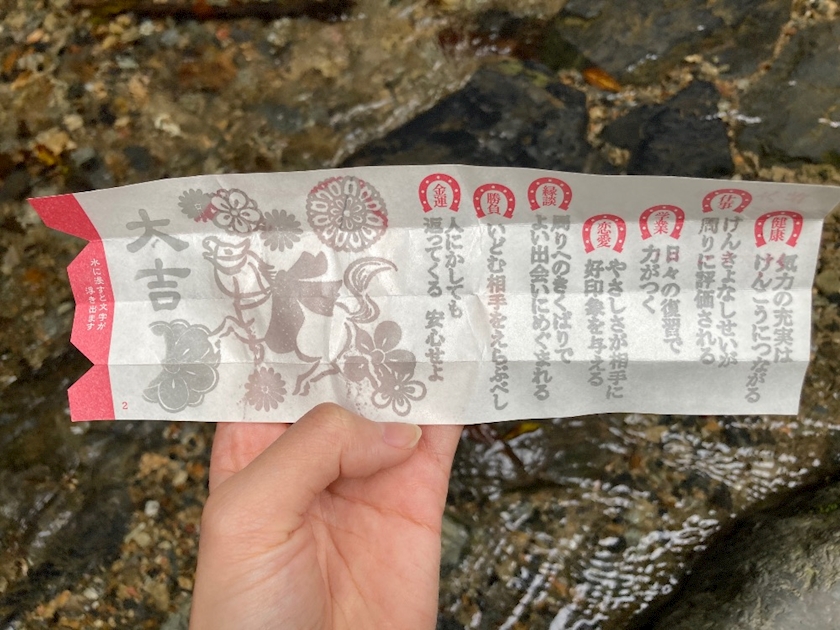 健康
気力の充実は
けんこうにつながる
仕事
けんきよなしせいが
周りに評価される
学業
日々の復習で
力がつく
恋愛
やさしさが相手に
好印象を与える
縁談
周りへのきくばりで
よい出会いにめぐまれる
勝負
いどむ相手をえらぶべし
金運
人にかしても
返ってくる 安心せよ
大吉
水に浸すと文字が
浮き出ます
2